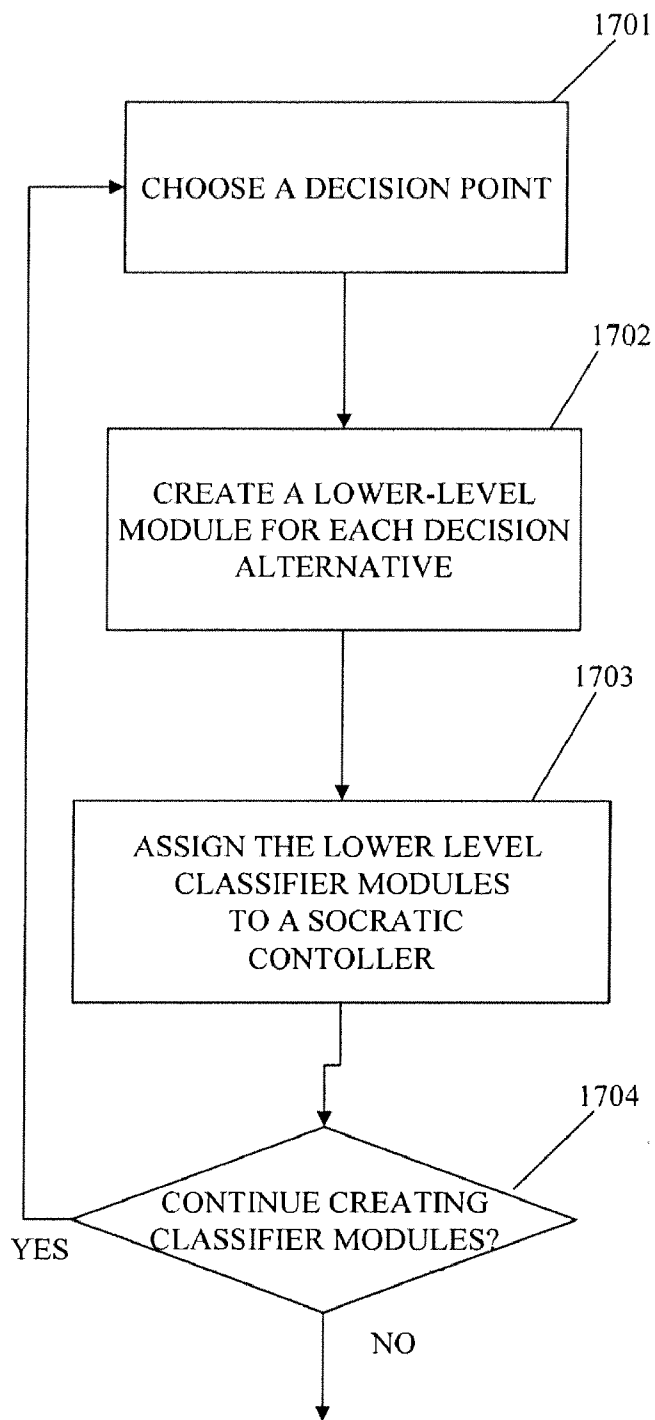 1701
CHOOSE A DECISION POINT
1702
CREATE A LOWER-LEVEL
MODULE FOR EACH DECISION
ALTERNATIVE
1703
ASSIGN THE LOWER LEVEL
CLASSIFIER MODULES
TO A SOCRATIC
CONTOLLER
1704
CONTINUE CREATING
CLASSIFIER MODULES?
YES
NO